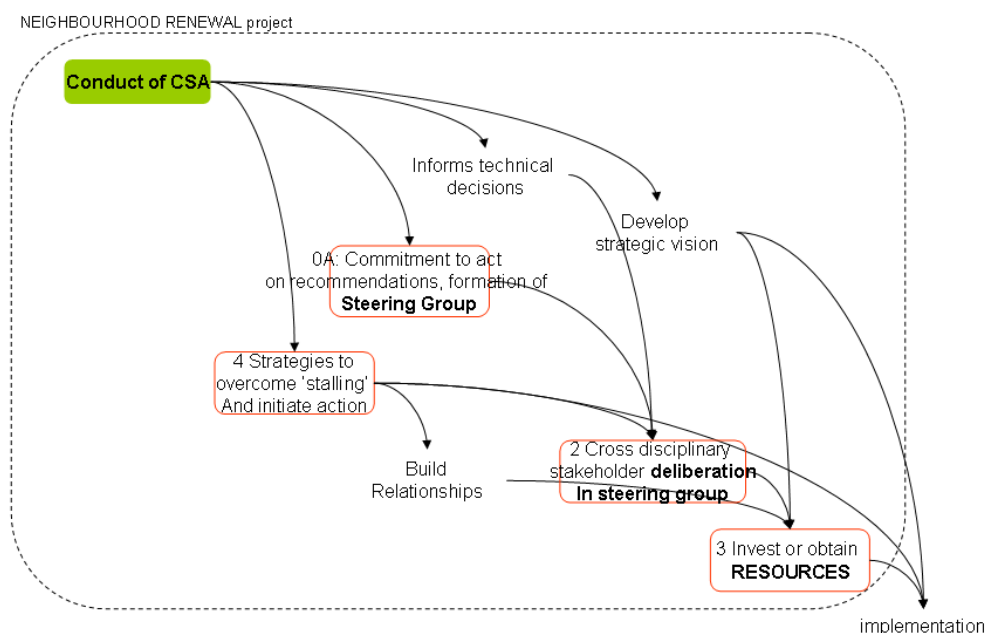 NEIGHBOURHOOD RENEWAL project
Conduct of CSA
Informs technical
decisions
Develop
strategic vision
0A: Commitment to act
on recommendations, formation of
Steering Group
4 Strategies to
overcome 'stalling'
And initiate action
2 Cross disciplinary
stakeholder deliberation
In steering group
Build
Relationships
3 Invest or obtain
RESOURCES
implementation